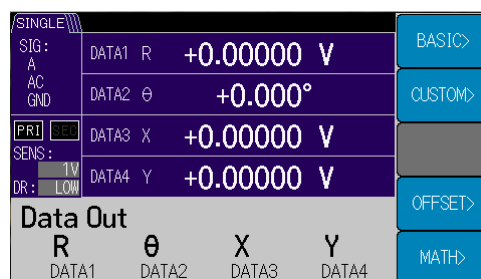 SINGLE
SIG:
A
AC
GND
PRI SEC
SENS:
1V
DR: LOW
DATA1 R +0.00000 V
DATA2 θ +0.000°
DATA3 X +0.00000 V
DATA4 Y +0.00000 V
Data Out
R θ X Y
DATA1 DATA2 DATA3 DATA4
BASIC>
CUSTOM>
OFFSET>
MATH>